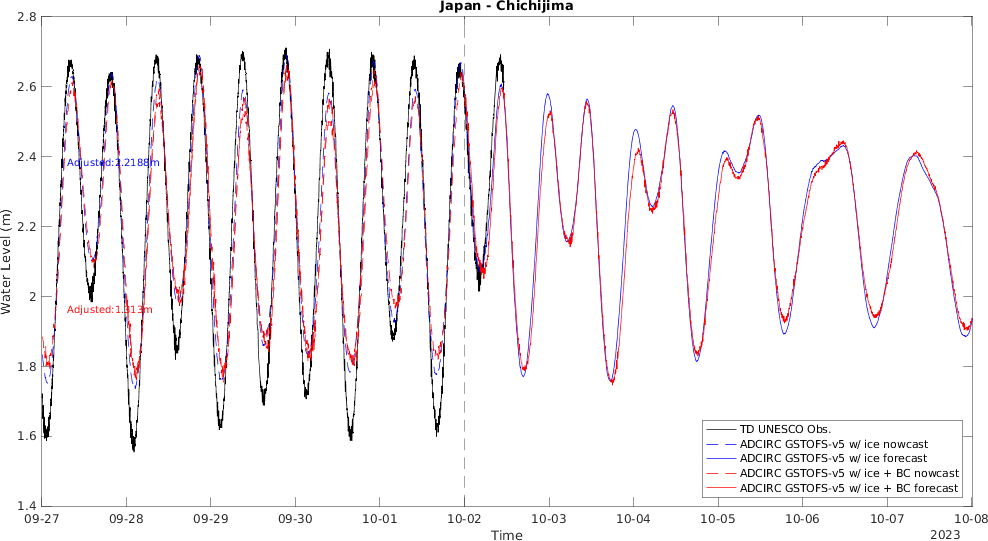 Japan - Chichijima
Water Level (m)
2.8
2.6
2.4
2.2
2
1.8
1.6
1.4
Adjusted:2.2188m
Adjusted:1.313m
TD UNESCO Obs.
ADCIRC GSTOFS-v5 w/ ice nowcast
ADCIRC GSTOFS-v5 w/ ice forecast
ADCIRC GSTOFS-v5 w/ ice + BC nowcast
ADCIRC GSTOFS-v5 w/ ice + BC forecast
09-27 09-28 09-29 09-30 10-01 10-02 10-03 10-04 10-05 10-06 10-07 10-08
Time
2023